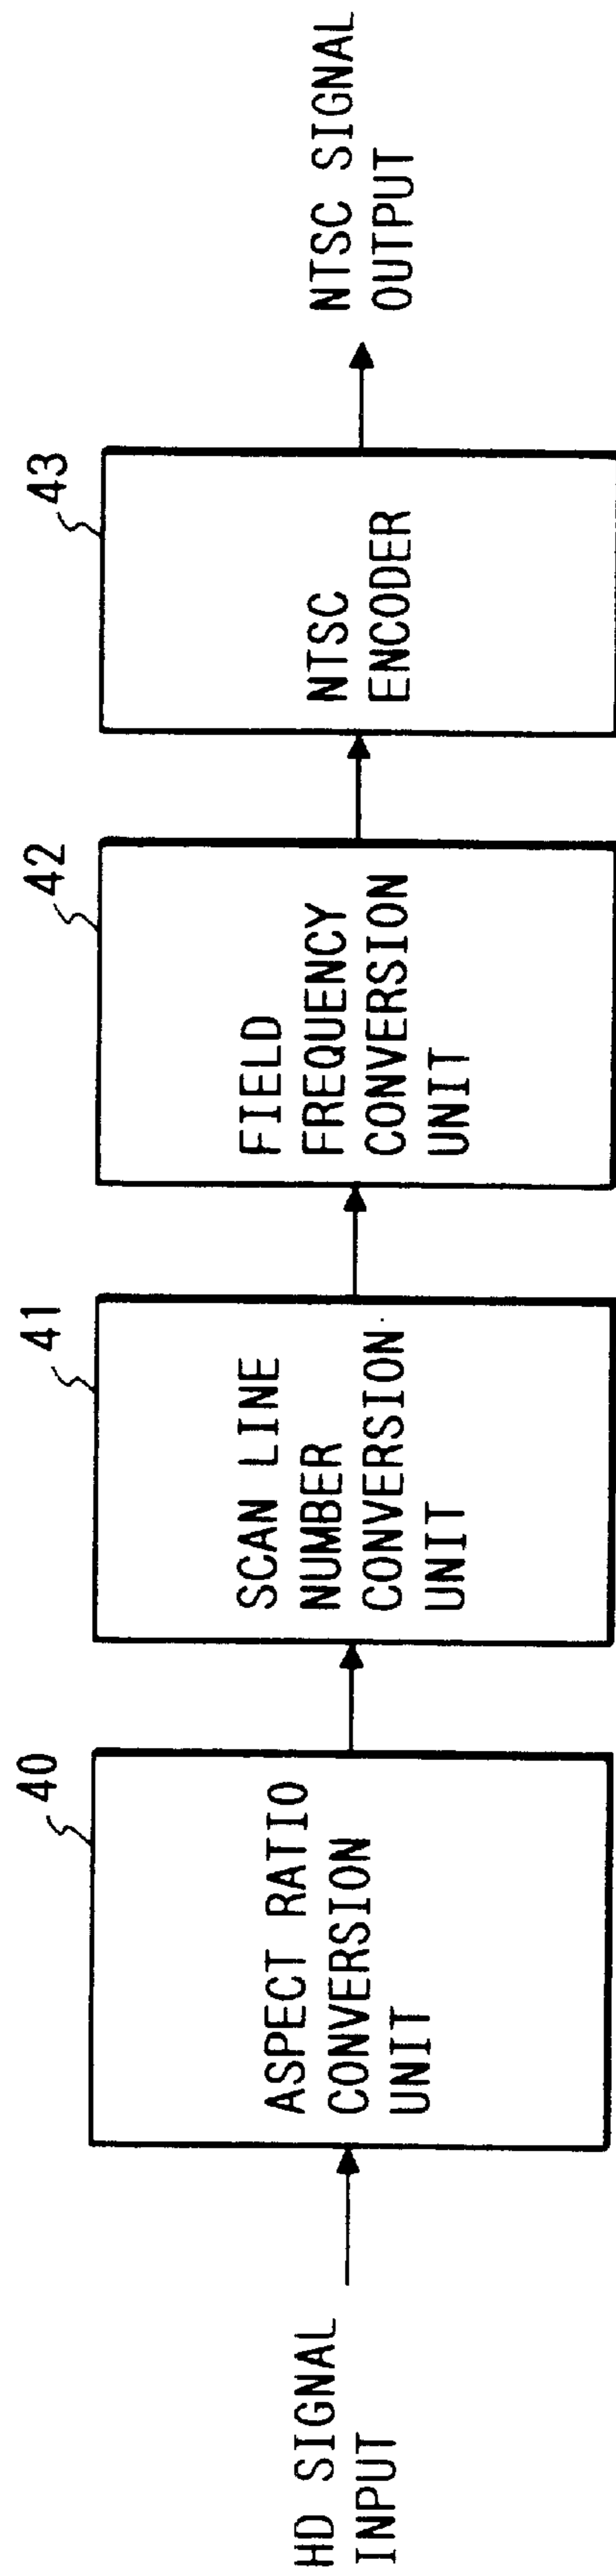 HD SIGNAL
INPUT
40
ASPECT RATIO
CONVERSION
UNIT
41
SCAN LINE
NUMBER
CONVERSION
UNIT
42
FIELD
FREQUENCY
CONVERSION
UNIT
43
NTSC
ENCODER
NTSC SIGNAL
OUTPUT